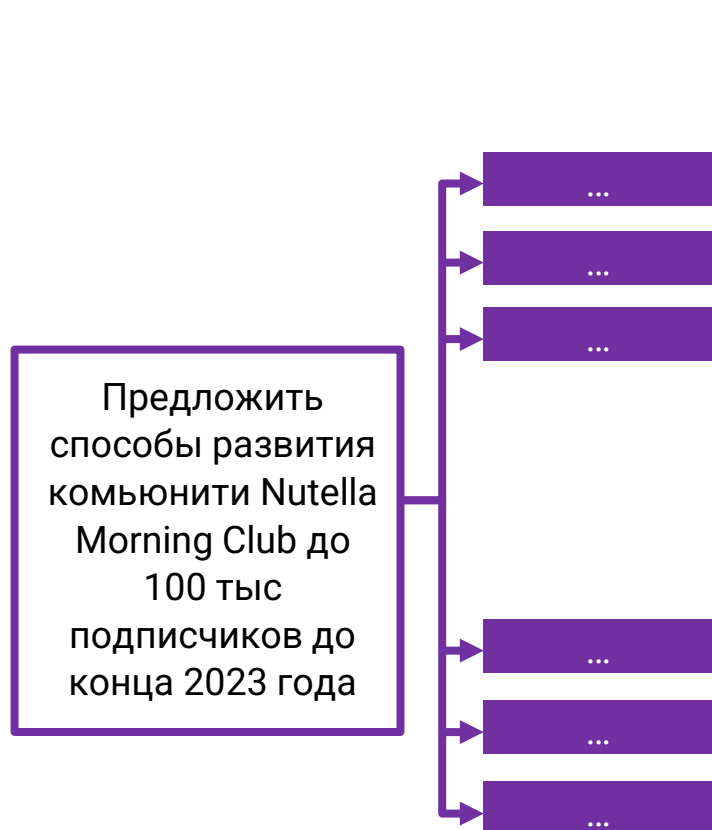 ...
...
...
Предложить
способы развития
комьюнити Nutella
Morning Club до
100 тыс
подписчиков до
конца 2023 года
...
...
...